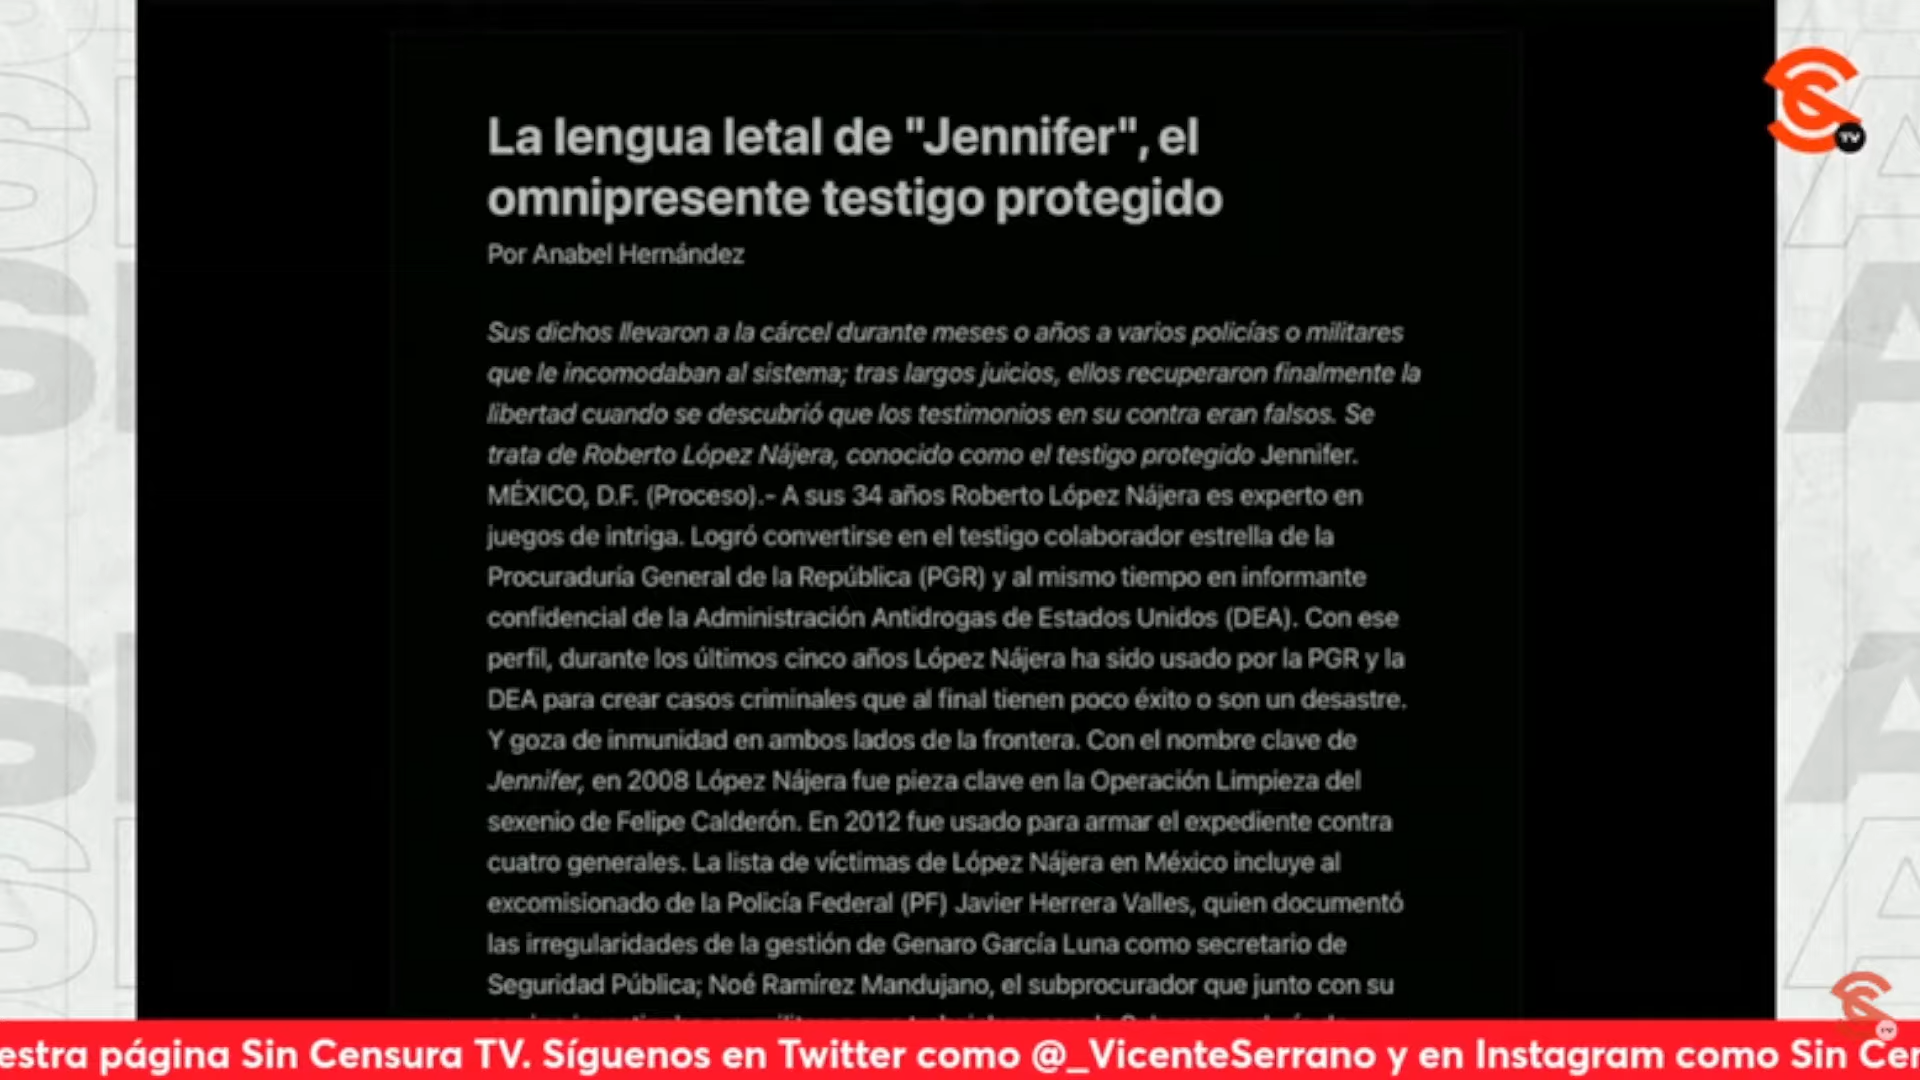 La lengua letal de "Jennifer", el
omnipresente testigo protegido
Por Anabel Hernández
Sus dichos llevaron a la cárcel durante meses o años a varios policías o militares
que le incomodaban al sistema; tras largos juicios, ellos recuperaron finalmente la
libertad cuando se descubrió que los testimonios en su contra eran falsos. Se
trata de Roberto López Nájera, conocido como el testigo protegido Jennifer.
MÉXICO, D.F. (Proceso).- A sus 34 años Roberto López Nájera es experto en
juegos de intriga. Logró convertirse en el testigo colaborador estrella de la
Procuraduría General de la República (PGR) y al mismo tiempo en informante
confidencial de la Administración Antidrogas de Estados Unidos (DEA). Con ese
perfil, durante los últimos cinco años López Nájera ha sido usado por la PGR y la
DEA para crear casos criminales que al final tienen poco éxito o son un desastre.
Y goza de inmunidad en ambos lados de la frontera. Con el nombre clave de
Jennifer, en 2008 López Nájera fue pieza clave en la Operación Limpieza del
sexenio de Felipe Calderón. En 2012 fue usado para armar el expediente contra
cuatro generales. La lista de víctimas de López Nájera en México incluye al
excomisionado de la Policía Federal (PF) Javier Herrera Valles, quien documentó
las irregularidades de la gestión de Genaro García Luna como secretario de
Seguridad Pública; Noé Ramírez Mandujano, el subprocurador que junto con su
estra página Sin Censura TV. Síguenos en Twitter como @_VicenteSerrano y en Instagram como Sin Cen
TV